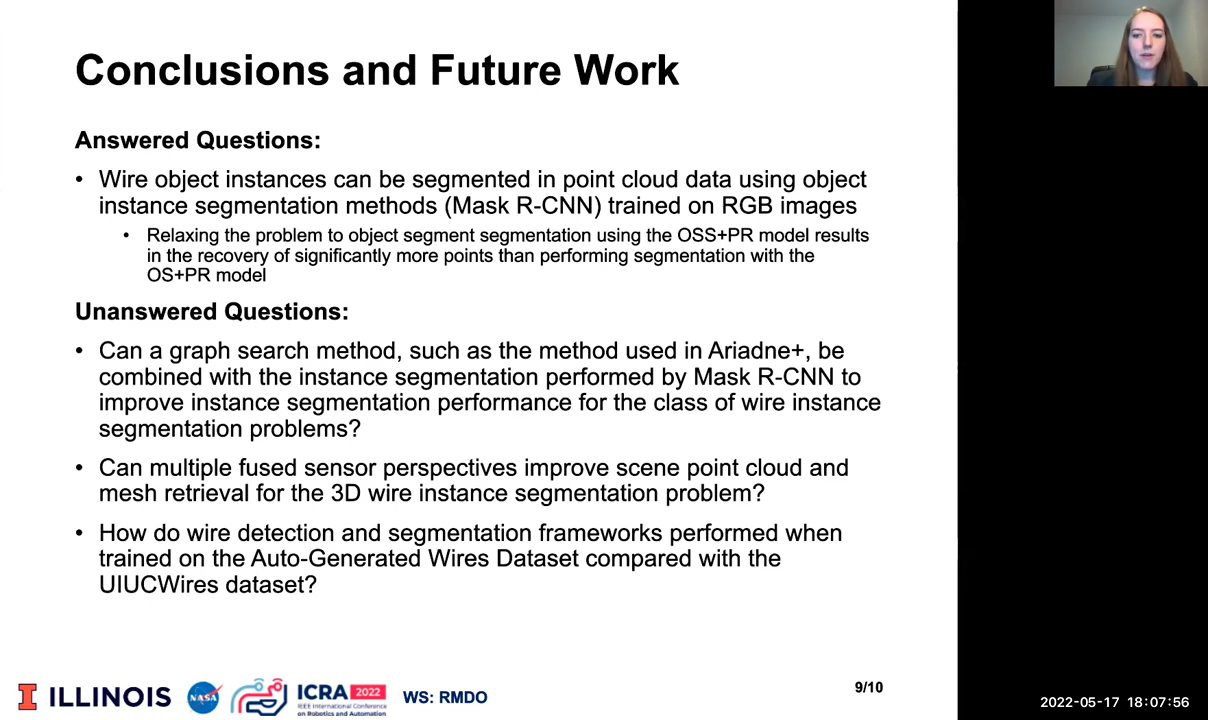 Conclusions and Future Work
Answered Questions:
• Wire object instances can be segmented in point cloud data using object
instance segmentation methods (Mask R-CNN) trained on RGB images
• Relaxing the problem to object segment segmentation using the OSS+PR model results
in the recovery of significantly more points than performing segmentation with the
OS+PR model
Unanswered Questions:
• Can a graph search method, such as the method used in Ariadne+, be
combined with the instance segmentation performed by Mask R-CNN to
improve instance segmentation performance for the class of wire instance
segmentation problems?
• Can multiple fused sensor perspectives improve scene point cloud and
mesh retrieval for the 3D wire instance segmentation problem?
• How do wire detection and segmentation frameworks performed when
trained on the Auto-Generated Wires Dataset compared with the
UIUCWires dataset?
I ILLINOIS
NASA
ICRA 2022
IEEE International Conference
on Robotics and Automation
WS: RMDO
9/10
2022-05-17 18:07:56